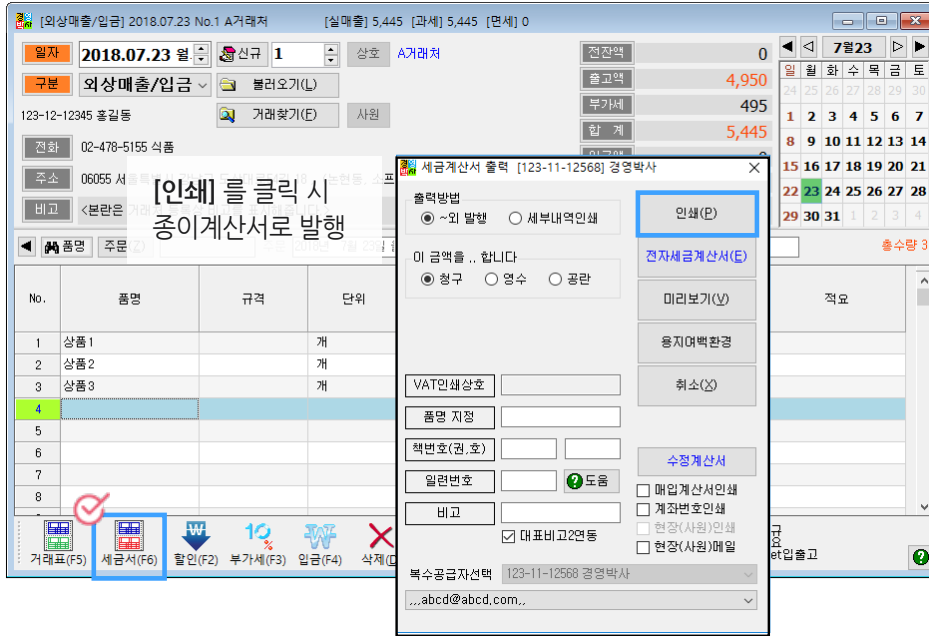 [외상매출/입금] 2018.07.23 No.1 A거래처 [실매출] 5,445 [과세] 5,445 [면세] 0
일자 2018.07.23 월 신규 1 상호 A거래처
구분 외상매출/입금 불러오기(L)
123-12-12345 홍길동 거래찾기(F) 사원
전화 02-478-5155 식품
주소 06055 서
비고 <본란은
[인쇄] 를 클릭 시
종이계산서로 발행
전잔액 0
출고액 4,950
부가세 495
합 계 5,445
7월23
일 월 화 수 목 금 토
24 25 26 27 28 29 30
1 2 3 4 5 6 7
8 9 10 11 12 13 14
15 16 17 18 19 20 21
22 23 24 25 26 27 28
29 30 31 1 2 3 4
품명 주문(Z) 총수량 3
No. 품명 규격 단위 적요
1 상품1 개
2 상품2 개
3 상품3 개
4
5
6
7
8
거래표(F5) 세금서(F6) 할인(F2) 부가세(F3) 입금(F4) 삭제(D
et입출고
세금계산서 출력 [123-11-12568] 경영박사
출력방법
~외 발행 세부내역인쇄
이 금액을 .. 합니다
청구 영수 공란
VAT인쇄상호
품명 지정
책번호(권,호)
일련번호 도움
비고
대표비고2연동
인쇄(P)
전자세금계산서(E)
미리보기(V)
용지여백환경
취소(X)
수정계산서
매입계산서인쇄
계좌번호인쇄
현장(사원)인쇄
현장(사원)메일
복수공급자선택 123-11-12568 경영박사
,,,abcd@abcd,com,,